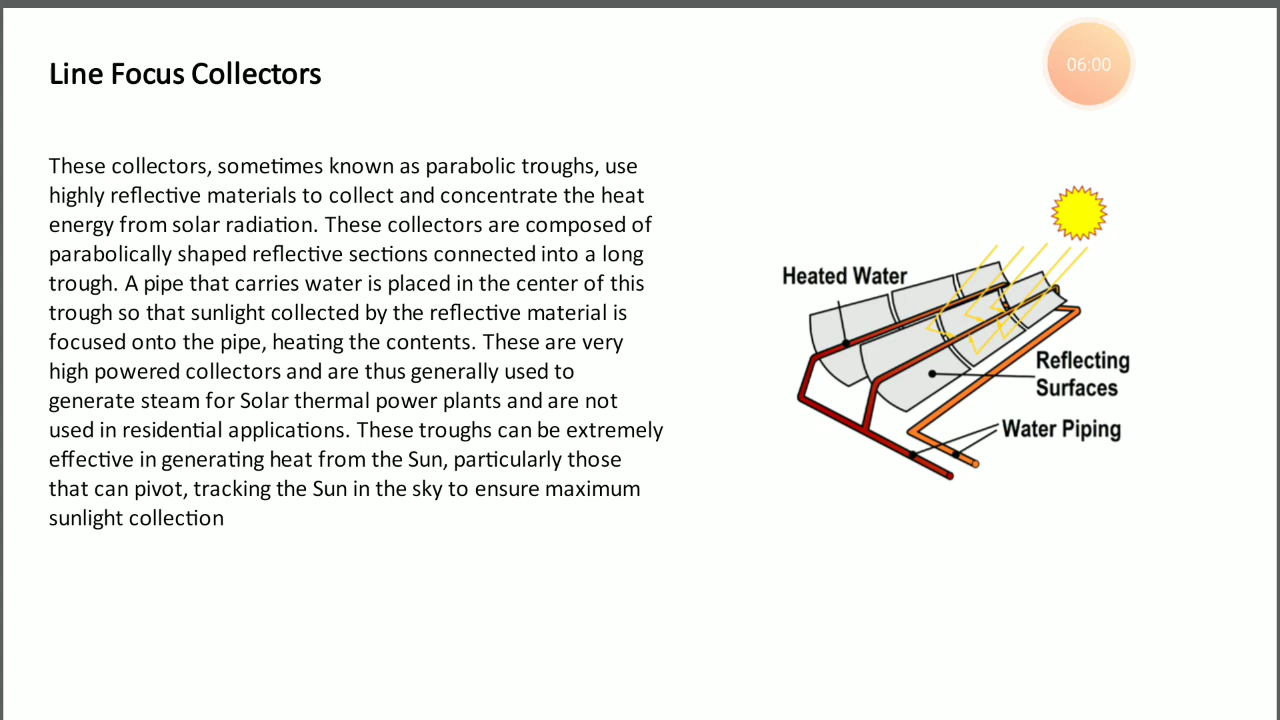 Line Focus Collectors
06:00
These collectors, sometimes known as parabolic troughs, use
highly reflective materials to collect and concentrate the heat
energy from solar radiation. These collectors are composed of
parabolically shaped reflective sections connected into a long
trough. A pipe that carries water is placed in the center of this
trough so that sunlight collected by the reflective material is
focused onto the pipe, heating the contents. These are very
high powered collectors and are thus generally used to
generate steam for Solar thermal power plants and are not
used in residential applications. These troughs can be extremely
effective in generating heat from the Sun, particularly those
that can pivot, tracking the Sun in the sky to ensure maximum
sunlight collection
Heated Water
Reflecting
Surfaces
Water Piping